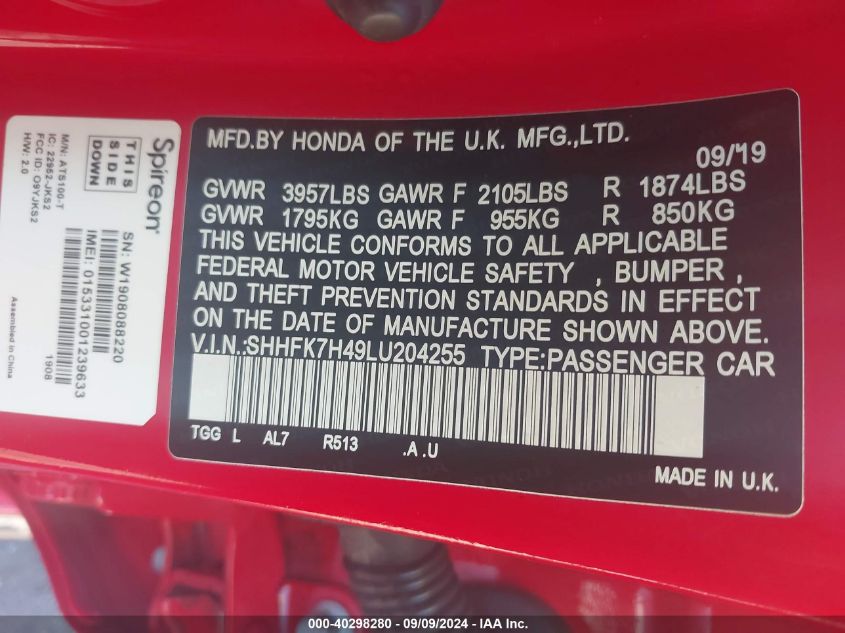 Spireon
THIS
SIDE
DOWN
M/N: ATS100-T
IC: 22952-JKS2
FCC ID: O9YJKS2
H/W: 2.0
SN: W1908088220
IMEI: 015331001239633
1908
Assembled in China
MFD.BY HONDA OF THE U.K. MFG.,LTD.
09/'19
GVWR 3957LBS GAWR F 2105LBS R 1874LBS
GVWR 1795KG GAWR F 955KG R 850KG
THIS VEHICLE CONFORMS TO ALL APPLICABLE
FEDERAL MOTOR VEHICLE SAFETY , BUMPER ,
AND THEFT PREVENTION STANDARDS IN EFFECT
ON THE DATE OF MANUFACTURE SHOWN ABOVE.
V.I.N.:SHHFK7H49LU204255 TYPE:PASSENGER CAR
TGG L AL7 R513 .A .U
MADE IN U.K.
000-40298280 - 09/09/2024 - IAA Inc.